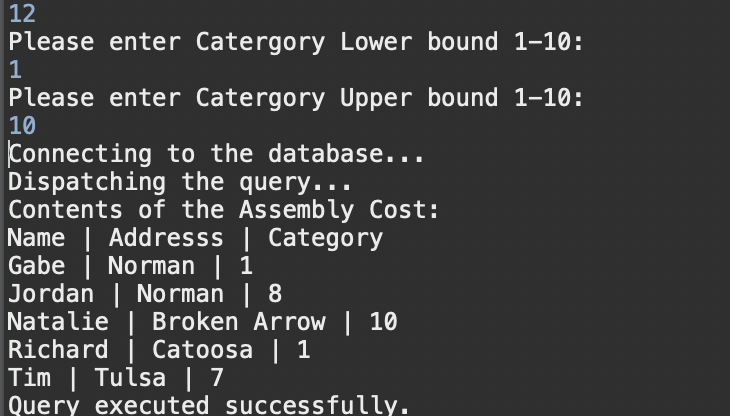 12
Please enter Catergory Lower bound 1-10:
1
Please enter Catergory Upper bound 1-10:
10
Connecting to the database...
Dispatching the query...
Contents of the Assembly Cost:
Name | Addresss | Category
Gabe | Norman | 1
Jordan | Norman | 8
Natalie | Broken Arrow | 10
Richard | Catoosa | 1
Tim | Tulsa | 7
Query executed successfully.